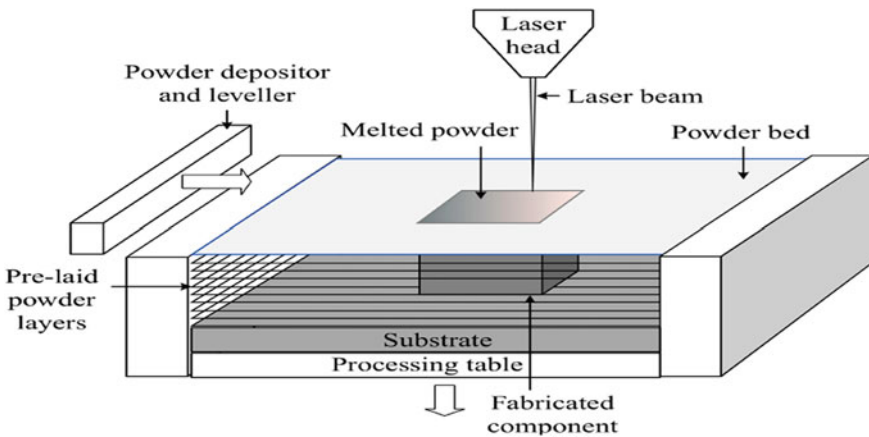 Laser
head
Powder depositor
and leveller
Laser beam
Melted powder
Powder bed
Pre-laid
powder
layers
Substrate
Processing table
Fabricated
component